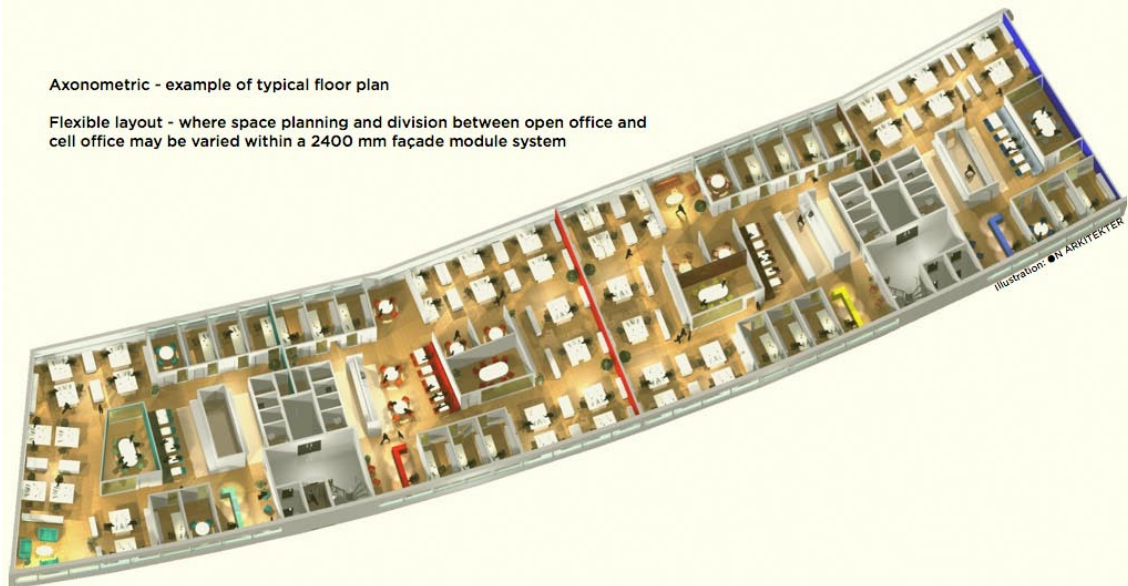 Axonometric - example of typical floor plan
Flexible layout - where space planning and division between open office and
cell office may be varied within a 2400 mm façade module system
Illustration: ●N ARKITEKTER